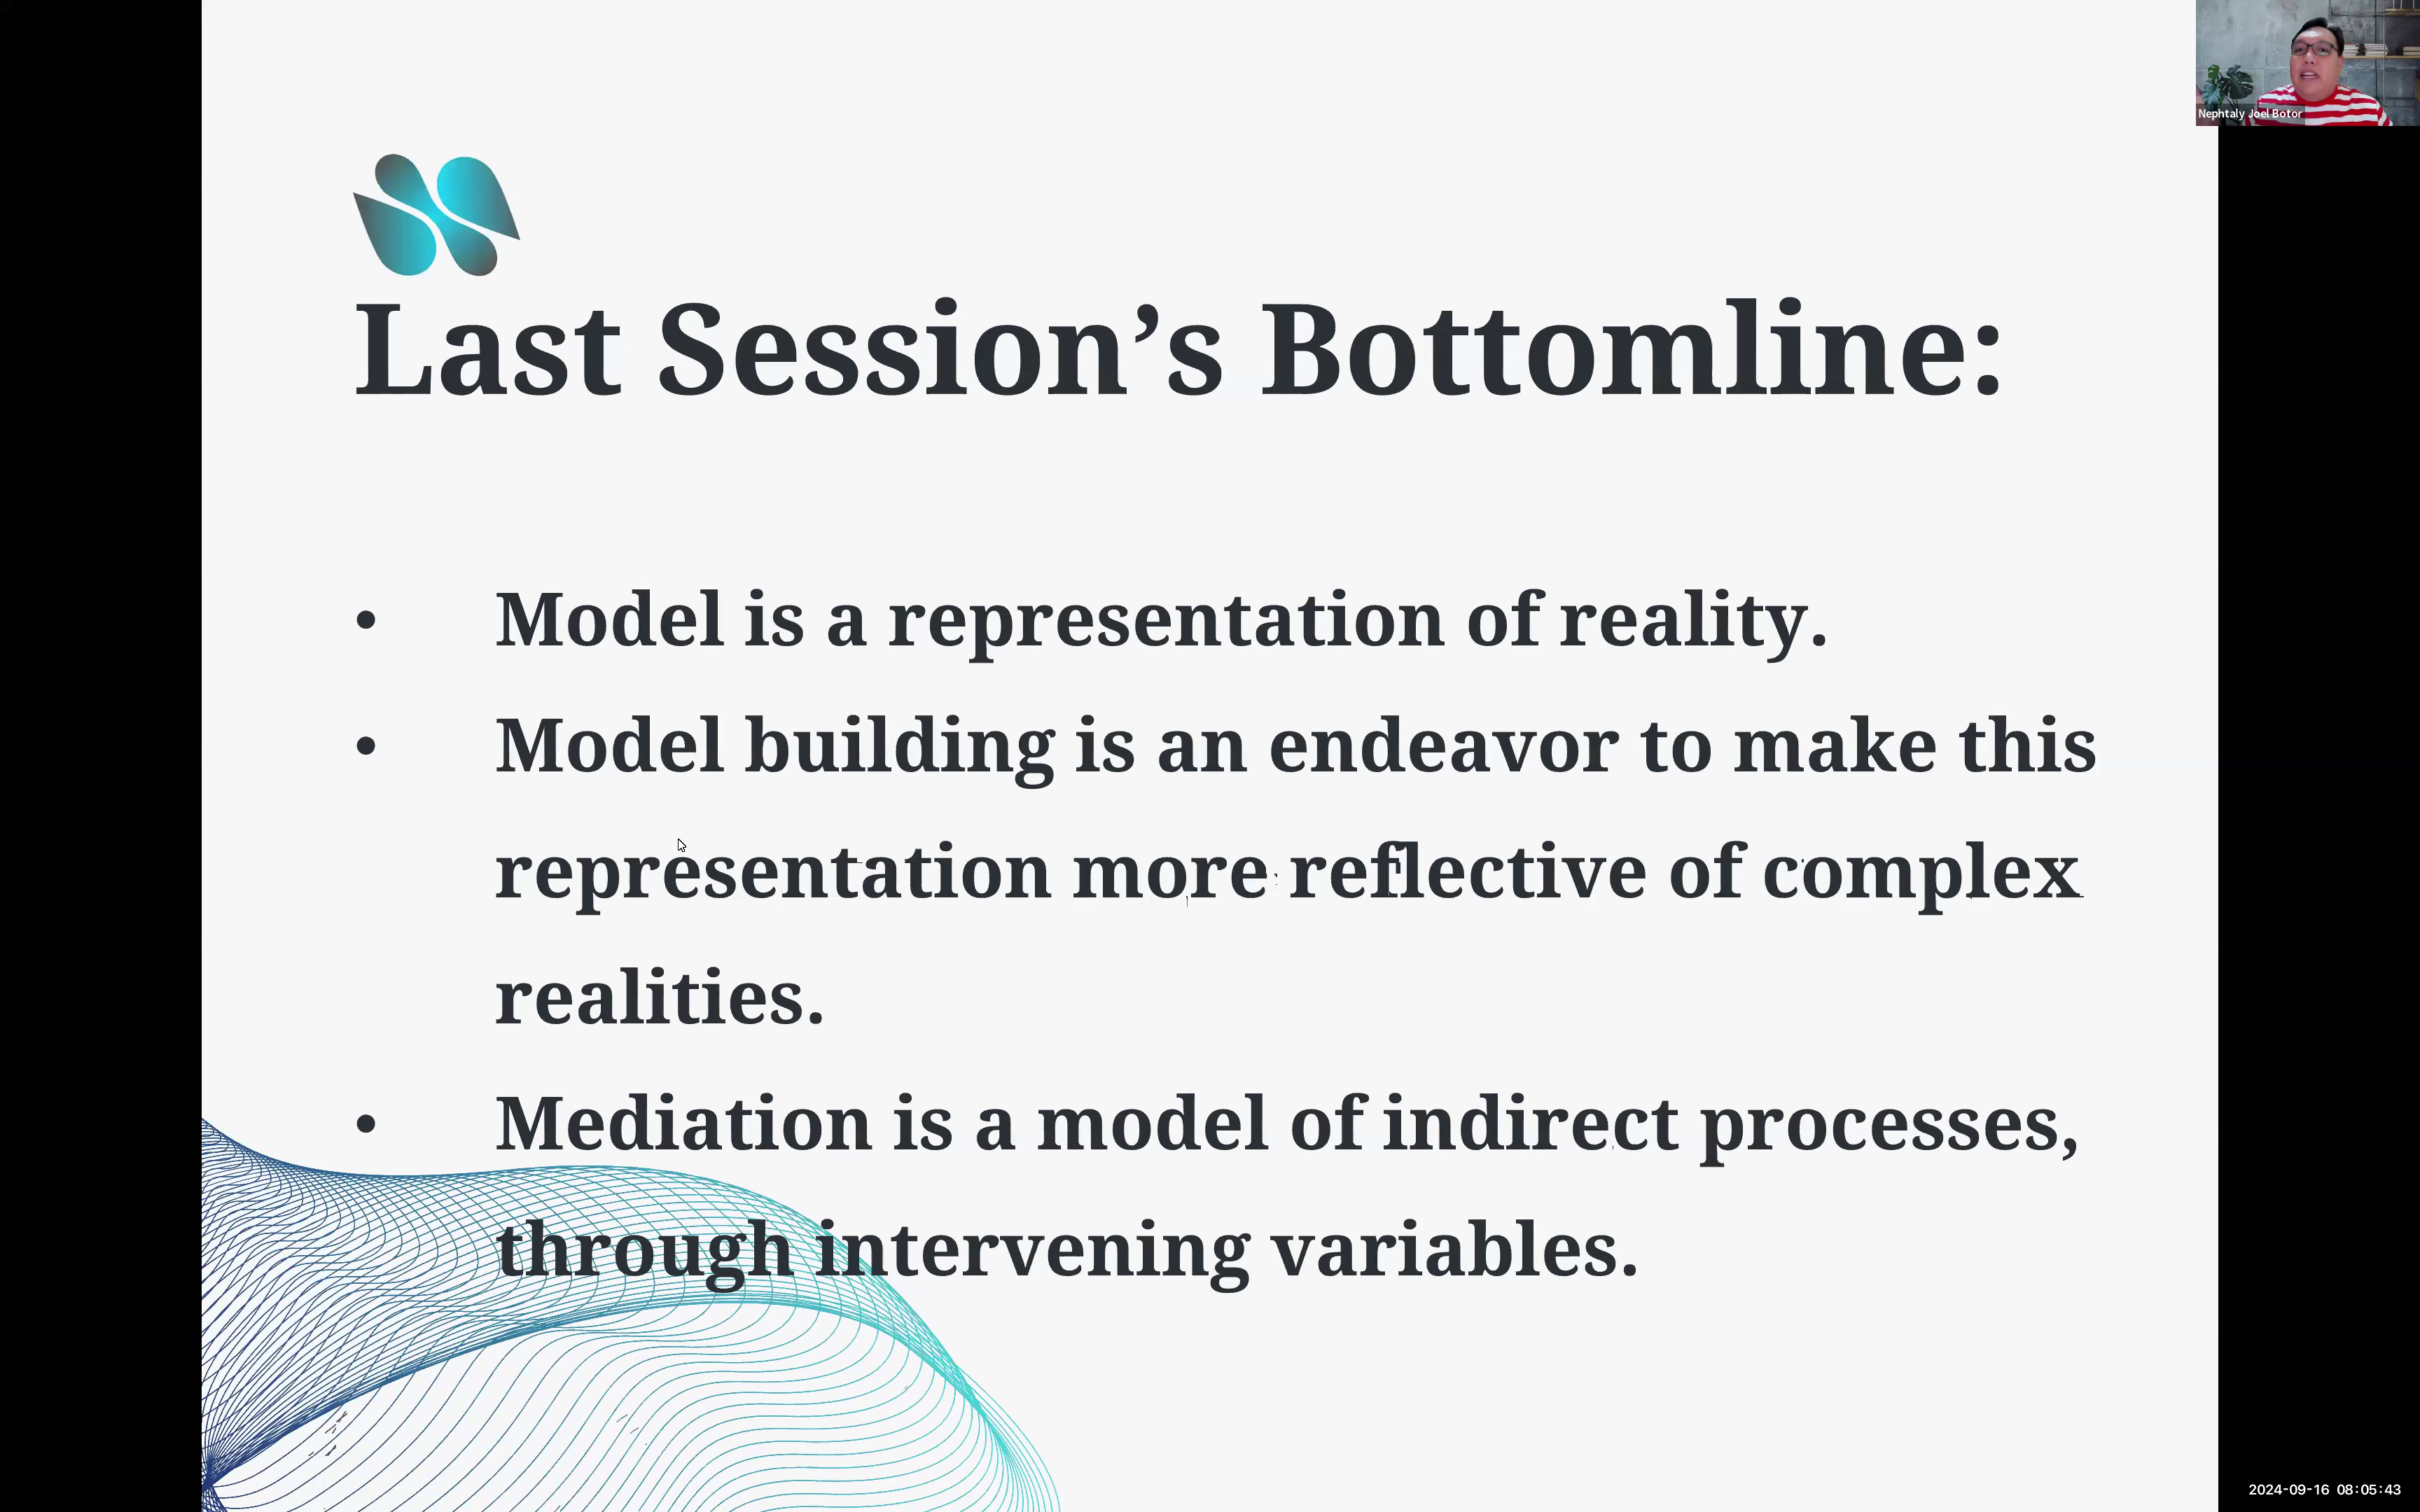 Nephtaly Joel Botor
Last Session’s Bottomline:
• Model is a representation of reality.
• Model building is an endeavor to make this
representation more reflective of complex
realities.
• Mediation is a model of indirect processes,
through intervening variables.
2024-09-16 08:05:43